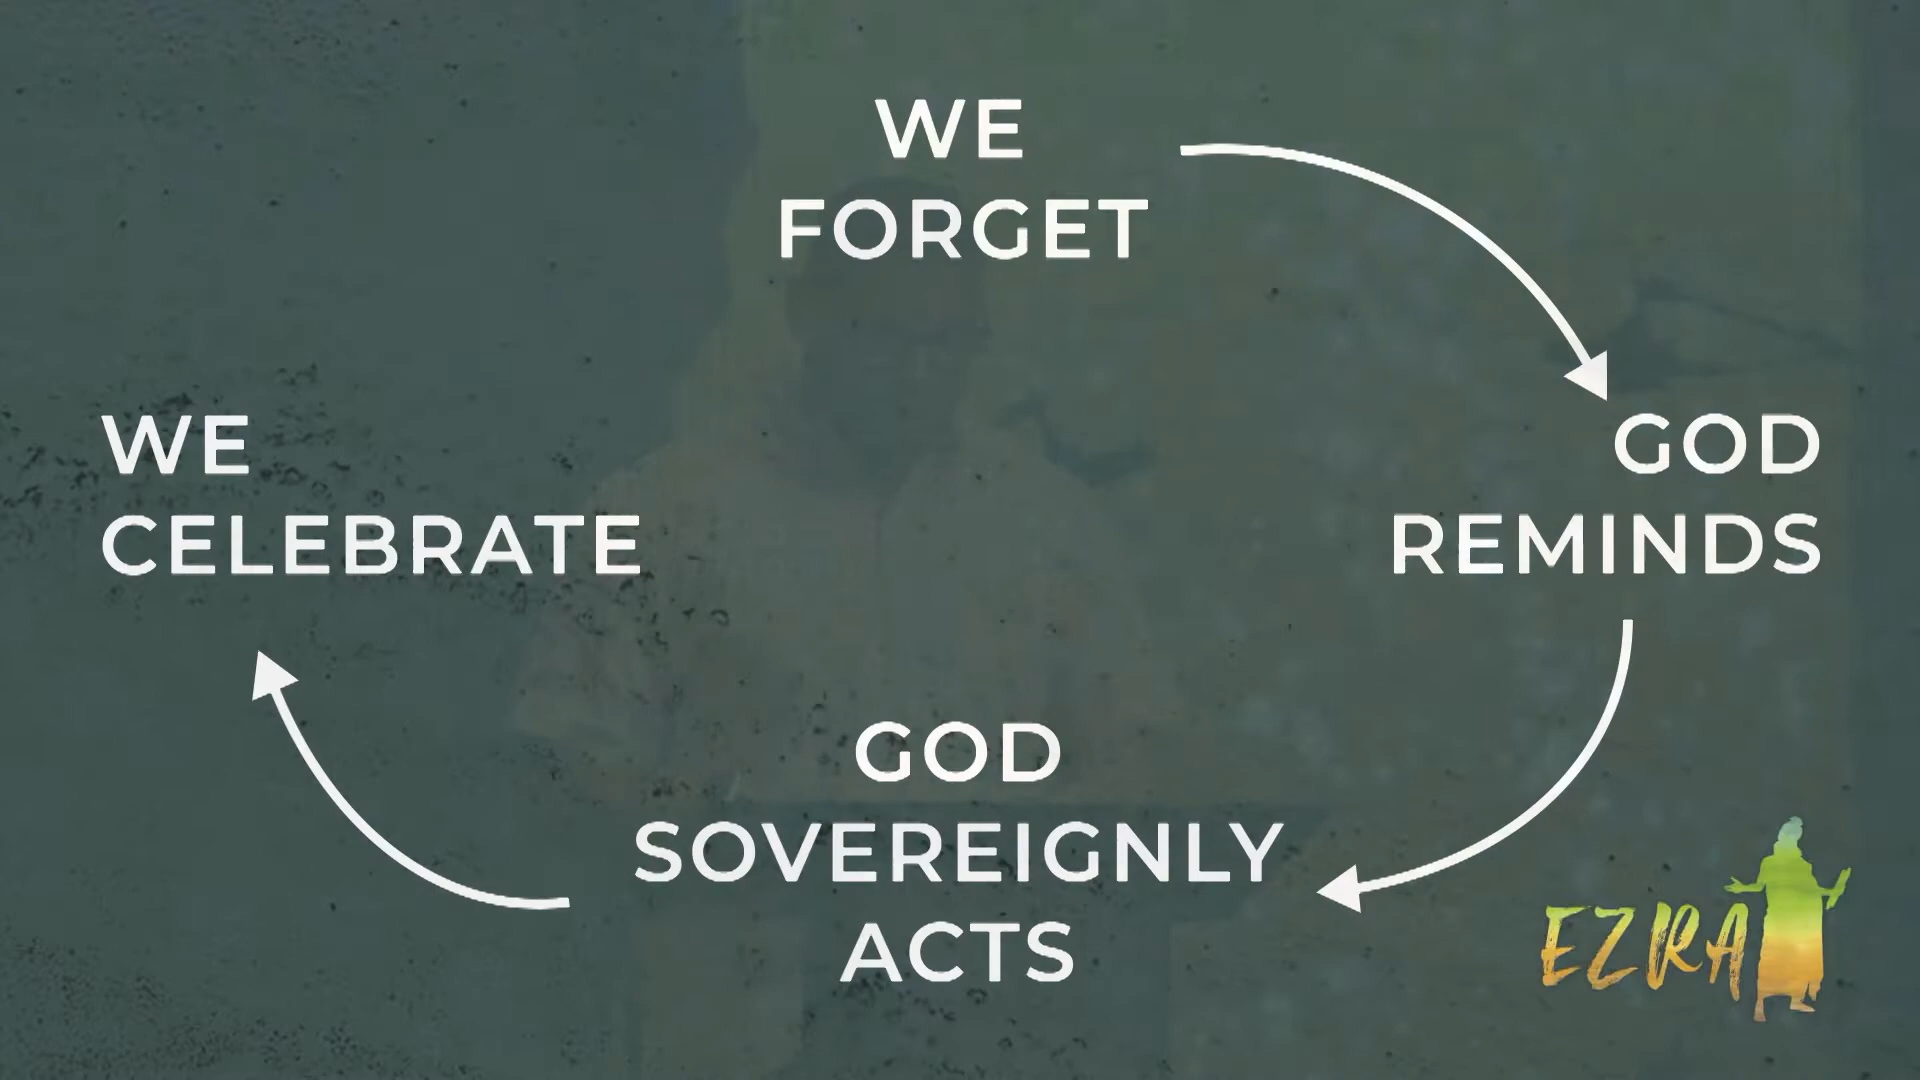 WE
FORGET
GOD
REMINDS
GOD
SOVEREIGNLY
ACTS
WE
CELEBRATE
EZRA